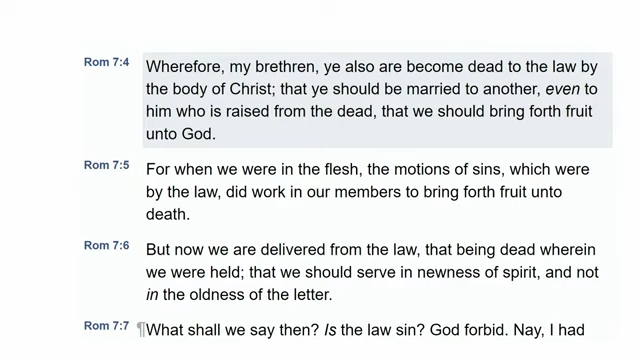 Rom 7:4 Wherefore, my brethren, ye also are become dead to the law by
the body of Christ; that ye should be married to another, even to
him who is raised from the dead, that we should bring forth fruit
unto God.
Rom 7:5 For when we were in the flesh, the motions of sins, which were
by the law, did work in our members to bring forth fruit unto
death.
Rom 7:6 But now we are delivered from the law, that being dead wherein
we were held; that we should serve in newness of spirit, and not
in the oldness of the letter.
Rom 7:7 ¶What shall we say then? Is the law sin? God forbid. Nay, I had